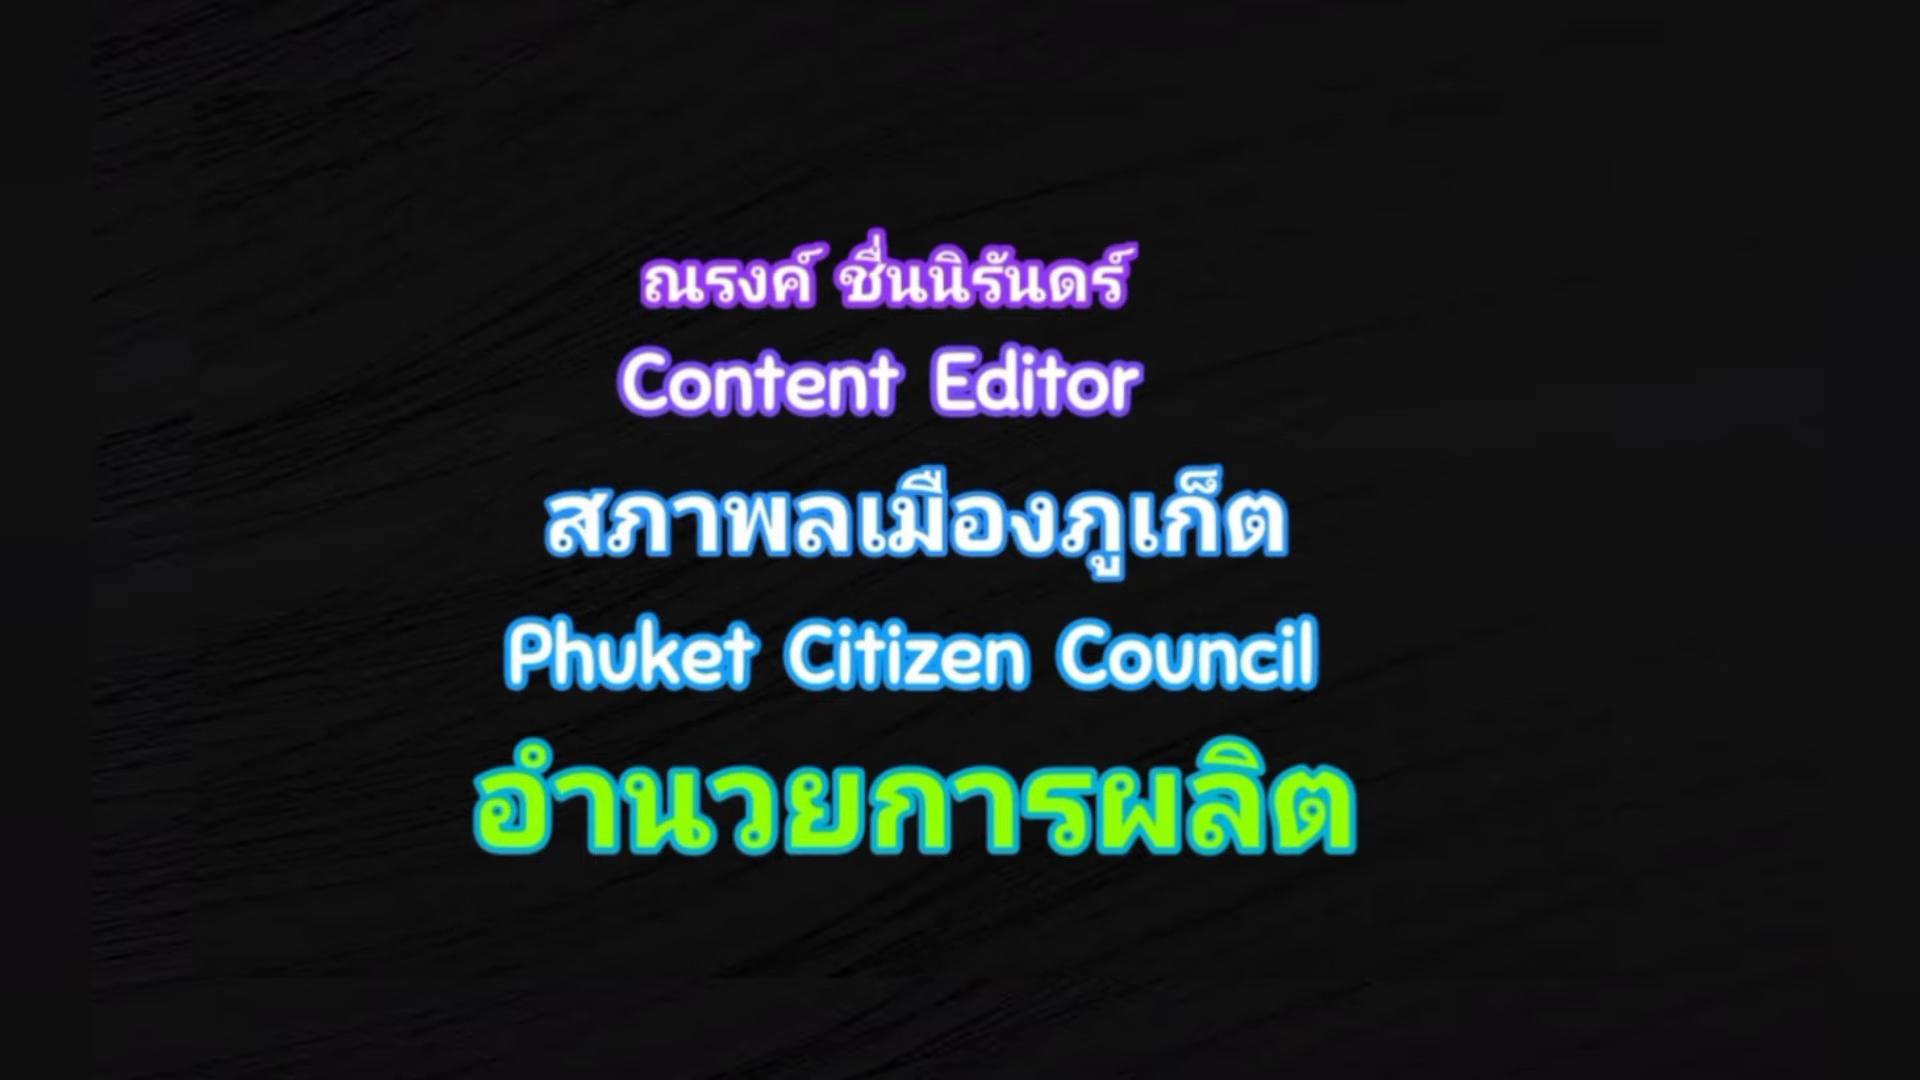 ณรงค์ ชื่นนิรันดร์
Content Editor
สภาพลเมืองภูเก็ต
Phuket Citizen Council
อำนวยการผลิต